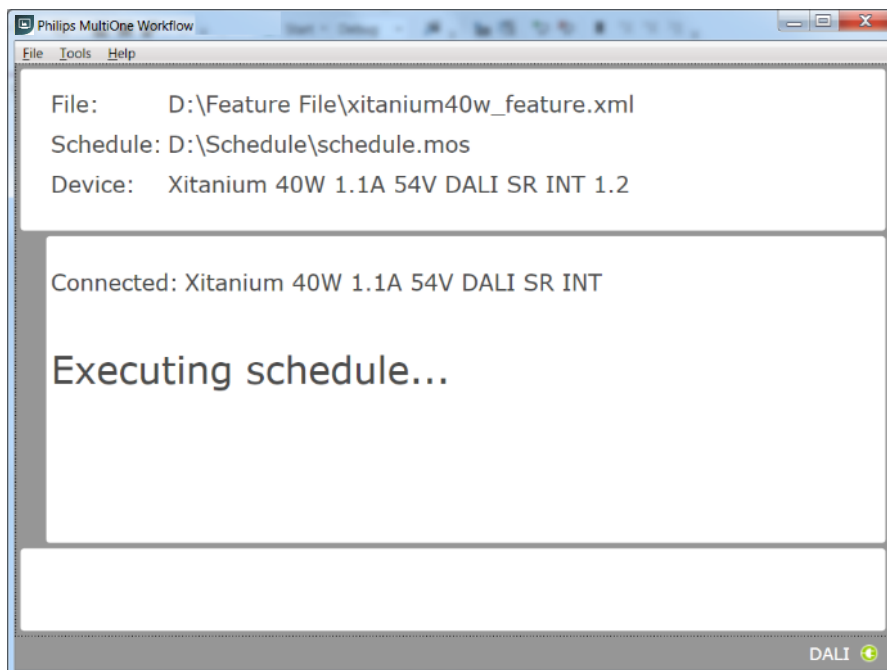 Philips MultiOne Workflow
File Tools Help
File: D:\Feature File\xitanium40w_feature.xml
Schedule: D:\Schedule\schedule.mos
Device: Xitanium 40W 1.1A 54V DALI SR INT 1.2
Connected: Xitanium 40W 1.1A 54V DALI SR INT
Executing schedule...
DALI